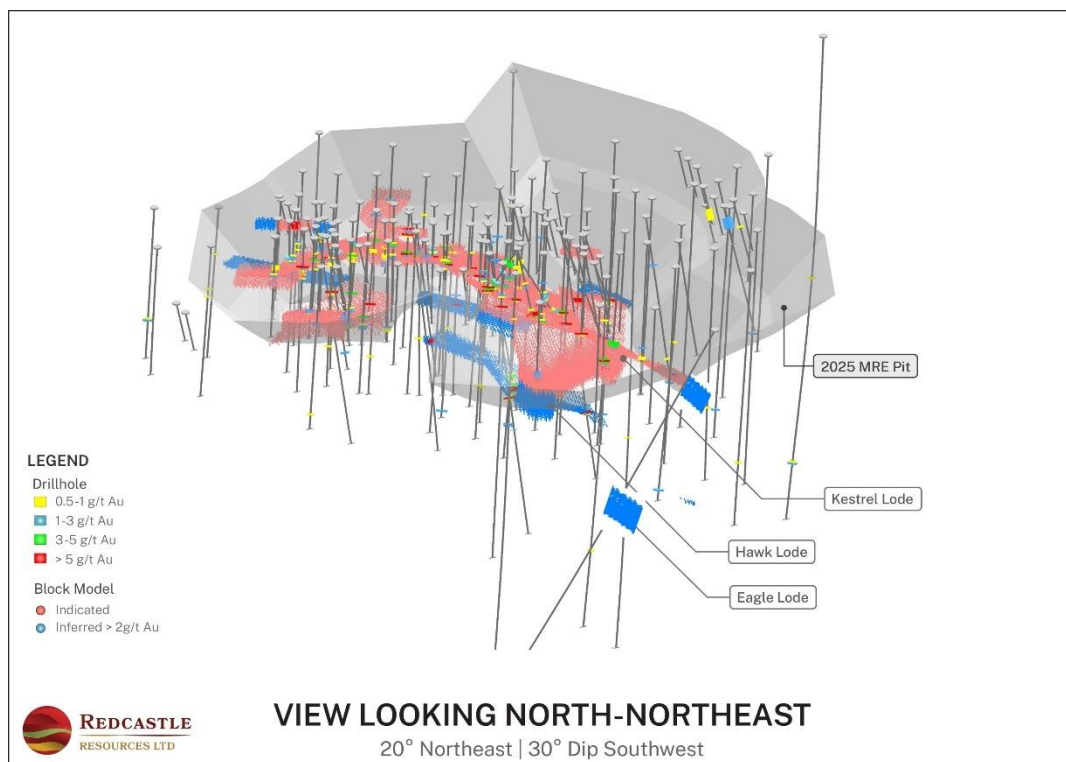 2025 MRE Pit
LEGEND
Drillhole
0.5-1 g/t Au
1-3 g/t Au
3-5 g/t Au
> 5 g/t Au
Block Model
Indicated
Inferred > 2g/t Au
Kestrel Lode
Hawk Lode
Eagle Lode
REDCASTLE
RESOURCES LTD
VIEW LOOKING NORTH-NORTHEAST
20° Northeast | 30° Dip Southwest